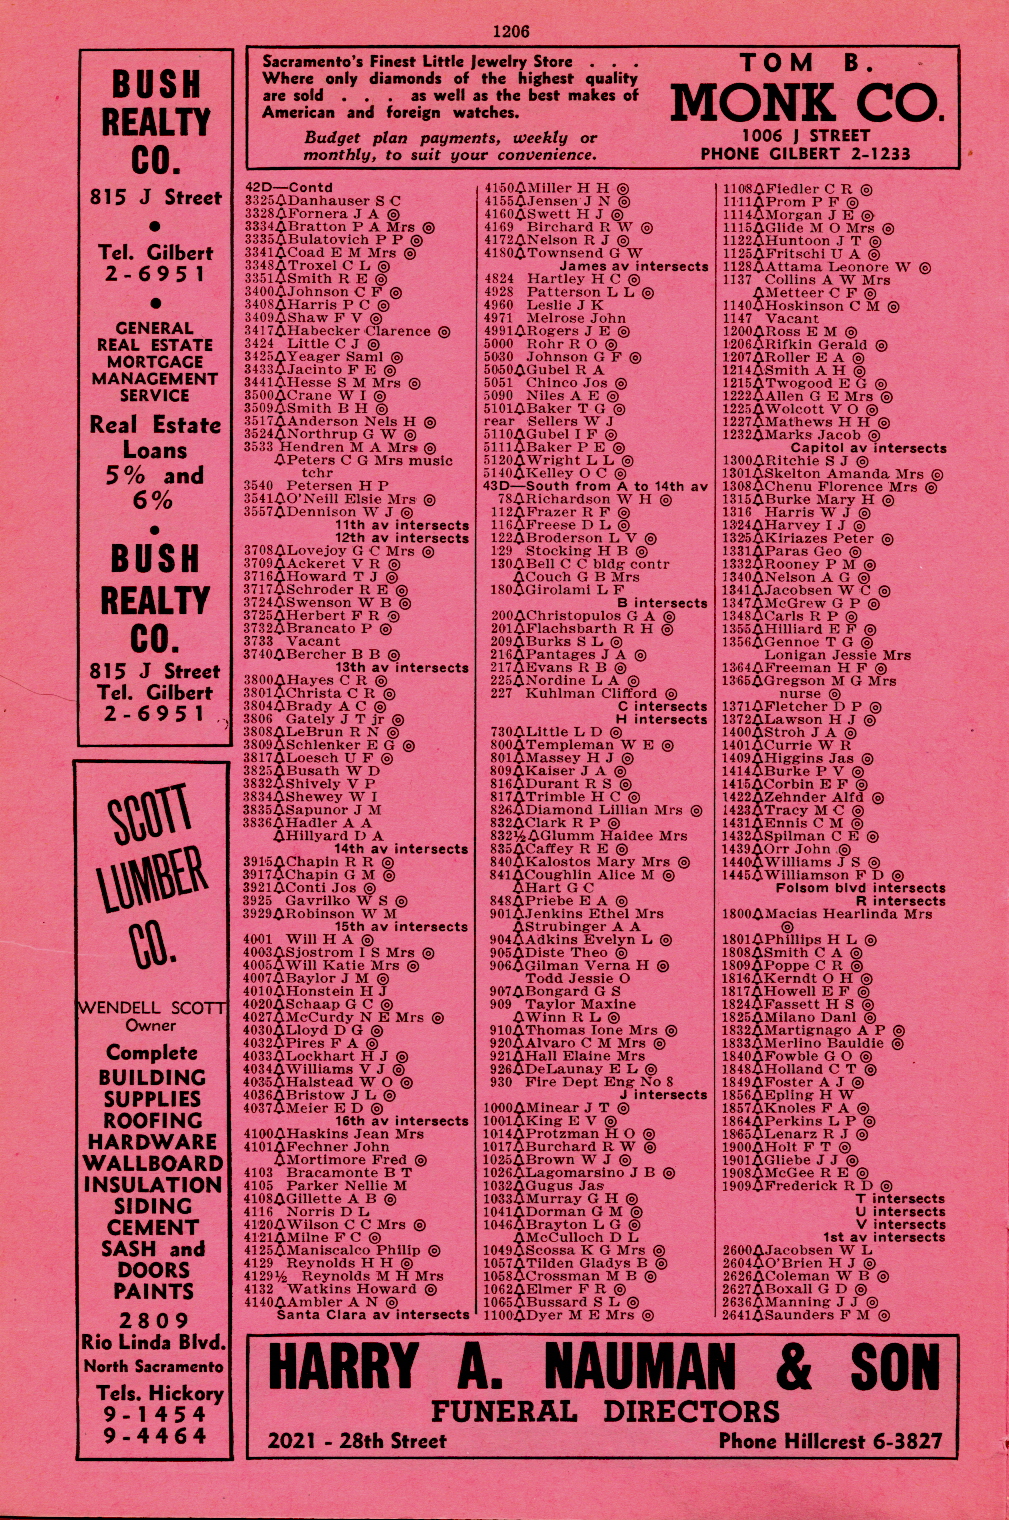 1206
BUSH
REALTY
CO.
815 J Street
•
Tel. Gilbert
2-6951
•
GENERAL
REAL ESTATE
MORTGAGE
MANAGEMENT
SERVICE
Real Estate
Loans
5% and
6%
•
BUSH
REALTY
CO.
815 J Street
Tel. Gilbert
2-6951
SCOTT
LUMBER
CO.
WENDELL SCOTT
Owner
Complete
BUILDING
SUPPLIES
ROOFING
HARDWARE
WALLBOARD
INSULATION
SIDING
CEMENT
SASH and
DOORS
PAINTS
2809
Rio Linda Blvd.
North Sacramento
Tels. Hickory
9-1454
9-4464
Sacramento's Finest Little Jewelry Store . . .
Where only diamonds of the highest quality
are sold . . . as well as the best makes of
American and foreign watches.
Budget plan payments, weekly or
monthly, to suit your convenience.
TOM B.
MONK CO.
1006 J STREET
PHONE GILBERT 2-1233
42D—Contd
3325△Danhauser S C
3328△Fornera J A ◎
3334△Bratton P A Mrs ◎
3335△Bulatovich P P ◎
3341△Coad E M Mrs ◎
3348△Troxel C L ◎
3351△Smith R E ◎
3400△Johnson C F ◎
3408△Harris P C ◎
3409△Shaw F V ◎
3417△Habecker Clarence ◎
3424 Little C J ◎
3425△Yeager Saml ◎
3433△Jacinto F E ◎
3441△Hesse S M Mrs ◎
3500△Crane W I ◎
3509△Smith B H ◎
3517△Anderson Nels H ◎
3524△Northrup G W ◎
3533 Hendren M A Mrs ◎
△Peters C G Mrs music
tchr
3540 Petersen H P
3541△O'Neill Elsie Mrs ◎
3557△Dennison W J ◎
11th av intersects
12th av intersects
3708△Lovejoy G C Mrs ◎
3709△Ackeret V R ◎
3716△Howard T J ◎
3717△Schroder R E ◎
3724△Swenson W B ◎
3725△Herbert F R ◎
3732△Brancato P ◎
3733 Vacant
3740△Bercher B B ◎
13th av intersects
3800△Hayes C R ◎
3801△Christa C R ◎
3804△Brady A C ◎
3806 Gately J T jr ◎
3808△LeBrun R N ◎
3809△Schlenker E G ◎
3817△Loesch U F ◎
3825△Busath W D
3832△Shively V P
3834△Shewey W I
3835△Sapunor J M
3836△Hadler A A
△Hillyard D A
14th av intersects
3915△Chapin R R ◎
3917△Chapin G M ◎
3921△Conti Jos ◎
3925 Gavrilko W S ◎
3929△Robinson W M
15th av intersects
4001 Will H A ◎
4003△Sjostrom I S Mrs ◎
4005△Will Katie Mrs ◎
4007△Baylor J M ◎
4010△Honstein H J
4020△Schaap G C ◎
4027△McCurdy N E Mrs ◎
4030△Lloyd D G ◎
4032△Pires F A ◎
4033△Lockhart H J ◎
4034△Williams V J ◎
4035△Halstead W O ◎
4036△Bristow J L ◎
4037△Meier E D ◎
16th av intersects
4100△Haskins Jean Mrs
4101△Fechner John
△Mortimore Fred ◎
4103 Bracamonte B T
4105 Parker Nellie M
4108△Gillette A B ◎
4116 Norris D L
4120△Wilson C C Mrs ◎
4121△Milne F C ◎
4125△Maniscalco Philip ◎
4129 Reynolds H H ◎
4129½ Reynolds M H Mrs
4132 Watkins Howard ◎
4140△Ambler A N ◎
Santa Clara av intersects
4150△Miller H H ◎
4155△Jensen J N ◎
4160△Swett H J ◎
4169 Birchard R W ◎
4172△Nelson R J ◎
4180△Townsend G W
James av intersects
4824 Hartley H C ◎
4928 Patterson L L ◎
4960 Leslie J K
4971 Melrose John
4991△Rogers J E ◎
5000 Rohr R O ◎
5030 Johnson G F ◎
5050△Gubel R A
5051 Chinco Jos ◎
5090 Niles A E ◎
5101△Baker T G ◎
rear Sellers W J
5110△Gubel I F ◎
5111△Baker P E ◎
5120△Wright L L ◎
5140△Kelley O C ◎
43D—South from A to 14th av
78△Richardson W H ◎
112△Frazer R F ◎
116△Freese D L ◎
122△Broderson L V ◎
129 Stocking H B ◎
130△Bell C C bldg contr
△Couch G B Mrs
180△Girolami L F
B intersects
200△Christopulos G A ◎
201△Flachsbarth R H ◎
209△Burks S L ◎
216△Pantages J A ◎
217△Evans R B ◎
225△Nordine L A ◎
227 Kuhlman Clifford ◎
C intersects
H intersects
730△Little L D ◎
800△Templeman W E ◎
801△Massey H J ◎
809△Kaiser J A ◎
816△Durant R S ◎
817△Trimble H C ◎
826△Diamond Lillian Mrs ◎
832△Clark R P ◎
832½△Glumm Haidee Mrs
835△Caffey R E ◎
840△Kalostos Mary Mrs ◎
841△Coughlin Alice M ◎
△Hart G C
848△Priebe E A ◎
901△Jenkins Ethel Mrs
△Strubinger A A
904△Adkins Evelyn L ◎
905△Diste Theo ◎
906△Gilman Verna H ◎
Todd Jessie O
907△Bongard G S
909 Taylor Maxine
△Winn R L ◎
910△Thomas Ione Mrs ◎
920△Alvaro C M Mrs ◎
921△Hall Elaine Mrs
926△DeLaunay E L ◎
930 Fire Dept Eng No 8
J intersects
1000△Minear J T ◎
1001△King E V ◎
1014△Protzman H O ◎
1017△Burchard R W ◎
1025△Brown W J ◎
1026△Lagomarsino J B ◎
1032△Gugus Jas
1033△Murray G H ◎
1041△Dorman G M ◎
1046△Brayton L G ◎
△McCulloch D L
1049△Scossa K G Mrs ◎
1057△Tilden Gladys B ◎
1058△Crossman M B ◎
1062△Elmer F R ◎
1065△Bussard S L ◎
1100△Dyer M E Mrs ◎
1108△Fiedler C R ◎
1111△Prom P F ◎
1114△Morgan J E ◎
1115△Glide M O Mrs ◎
1122△Huntoon J T ◎
1125△Fritschi U A ◎
1128△Attama Leonore W ◎
1137 Collins A W Mrs
△Metteer C F ◎
1140△Hoskinson C M ◎
1147 Vacant
1200△Ross E M ◎
1206△Rifkin Gerald ◎
1207△Roller E A ◎
1214△Smith A H ◎
1215△Twogood E G ◎
1222△Allen G E Mrs ◎
1225△Wolcott V O ◎
1227△Mathews H H ◎
1232△Marks Jacob ◎
Capitol av intersects
1300△Ritchie S J ◎
1301△Skelton Amanda Mrs ◎
1308△Chenu Florence Mrs ◎
1315△Burke Mary H ◎
1316 Harris W J ◎
1324△Harvey I J ◎
1325△Kiriazes Peter ◎
1331△Paras Geo ◎
1332△Rooney P M ◎
1340△Nelson A G ◎
1341△Jacobsen W C ◎
1347△McGrew G P ◎
1348△Carls R P ◎
1355△Hilliard E F ◎
1356△Gennoe T G ◎
Lonigan Jessie Mrs
1364△Freeman H F ◎
1365△Gregson M G Mrs
nurse ◎
1371△Fletcher D P ◎
1372△Lawson H J ◎
1400△Stroh J A ◎
1401△Currie W R
1409△Higgins Jas ◎
1414△Burke P V ◎
1415△Corbin E F ◎
1422△Zehnder Alfd ◎
1423△Tracy M C ◎
1431△Ennis C M ◎
1432△Spilman C E ◎
1439△Orr John ◎
1440△Williams J S ◎
1445△Williamson F D ◎
Folsom blvd intersects
R intersects
1800△Macias Hearlinda Mrs
◎
1801△Phillips H L ◎
1808△Smith C A ◎
1809△Poppe C R ◎
1816△Kerndt O H ◎
1817△Howell E F ◎
1824△Fassett H S ◎
1825△Milano Danl ◎
1832△Martignago A P ◎
1833△Merlino Bauldie ◎
1840△Fowble G O ◎
1848△Holland C T ◎
1849△Foster A J ◎
1856△Epling H W
1857△Knoles F A ◎
1864△Perkins L P ◎
1865△Lenarz R J ◎
1900△Holt F T ◎
1901△Gliebe J J ◎
1908△McGee R E ◎
1909△Frederick R D ◎
T intersects
U intersects
V intersects
1st av intersects
2600△Jacobsen W L
2604△O'Brien H J ◎
2626△Coleman W B ◎
2627△Boxall G D ◎
2636△Manning J J ◎
2641△Saunders F M ◎
HARRY A. NAUMAN & SON
FUNERAL DIRECTORS
2021 - 28th Street
Phone Hillcrest 6-3827